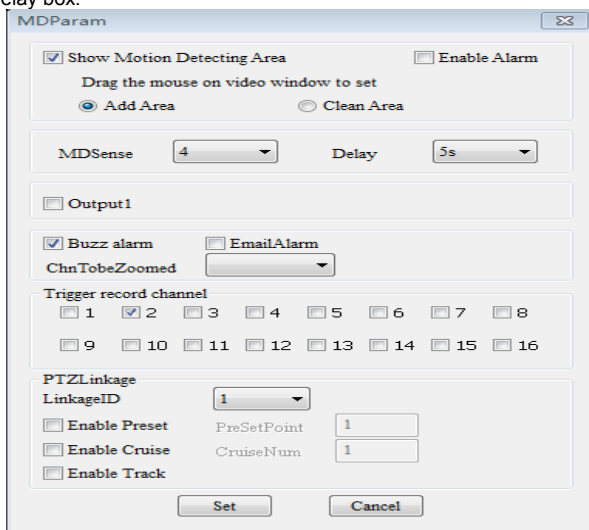 elay box.
MDParam
Show Motion Detecting Area Enable Alarm
Drag the mouse on video window to set
Add Area Clean Area
MDSense 4 Delay 5s
Output1
Buzz alarm EmailAlarm
ChnTobeZoomed
Trigger record channel
1 2 3 4 5 6 7 8
9 10 11 12 13 14 15 16
PTZLinkage
LinkageID 1
Enable Preset PreSetPoint 1
Enable Cruise CruiseNum 1
Enable Track
Set Cancel